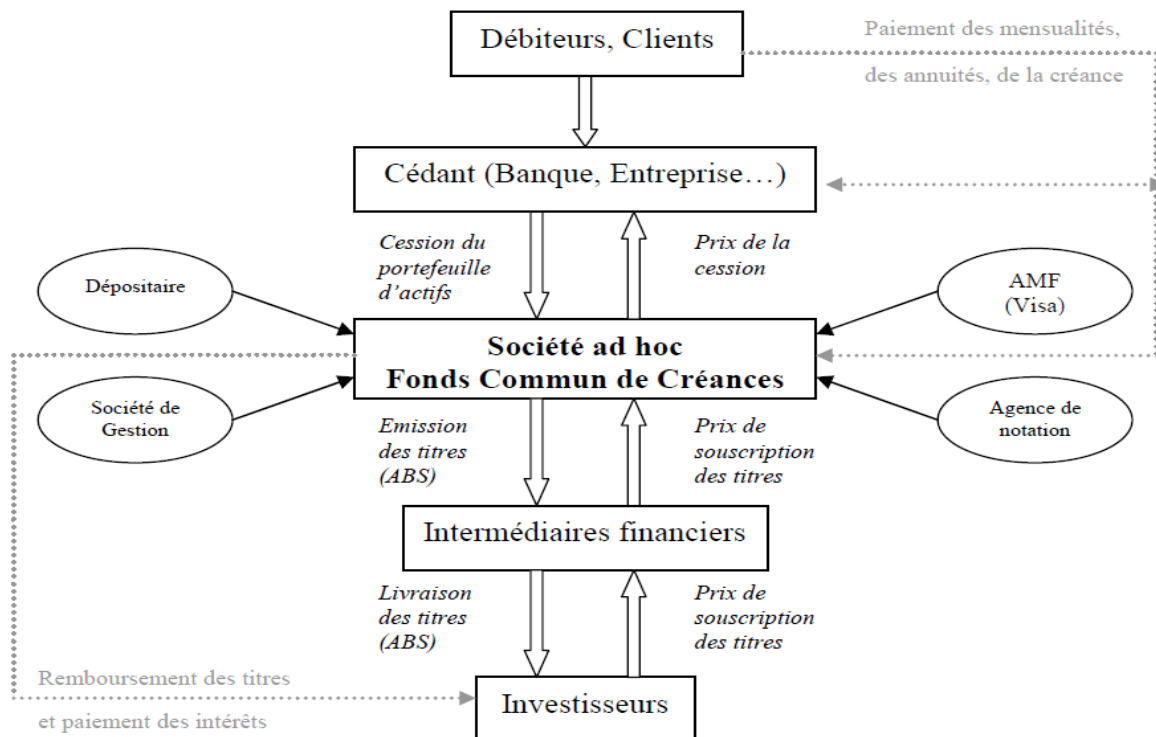 Débiteurs, Clients
Paiement des mensualités,
des annuités, de la créance
Cédant (Banque, Entreprise…)
Cession du
portefeuille
d’actifs
Prix de la
cession
Dépositaire
AMF
(Visa)
Société ad hoc
Fonds Commun de Créances
Société de
Gestion
Agence de
notation
Emission
des titres
(ABS)
Prix de
souscription
des titres
Intermédiaires financiers
Livraison
des titres
(ABS)
Prix de
souscription
des titres
Remboursement des titres
et paiement des intérêts
Investisseurs